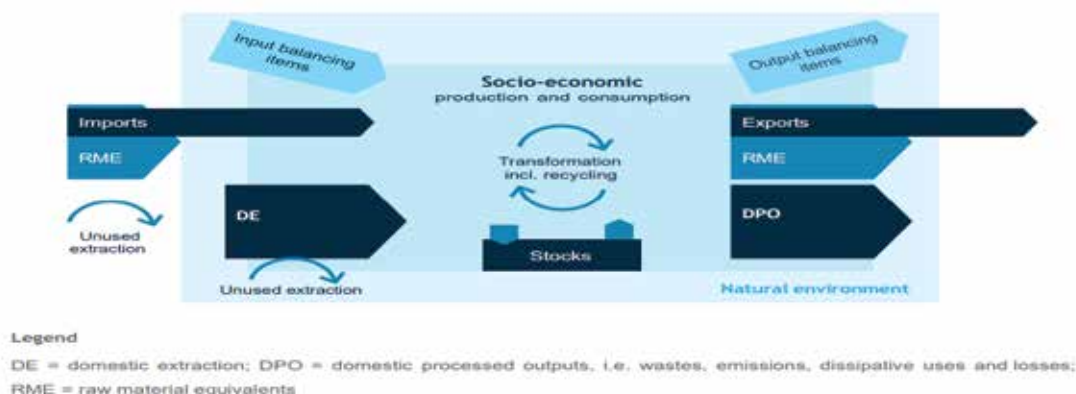 Input balancing
items
Output balancing
items
Socio-economic
production and consumption
Imports
RME
Exports
RME
Transformation
incl. recycling
Unused
extraction
DE
DPO
Stocks
Unused extraction
Natural environment
Legend
DE = domestic extraction; DPO = domestic processed outputs, i.e. wastes, emissions, dissipative uses and losses;
RME = raw material equivalents